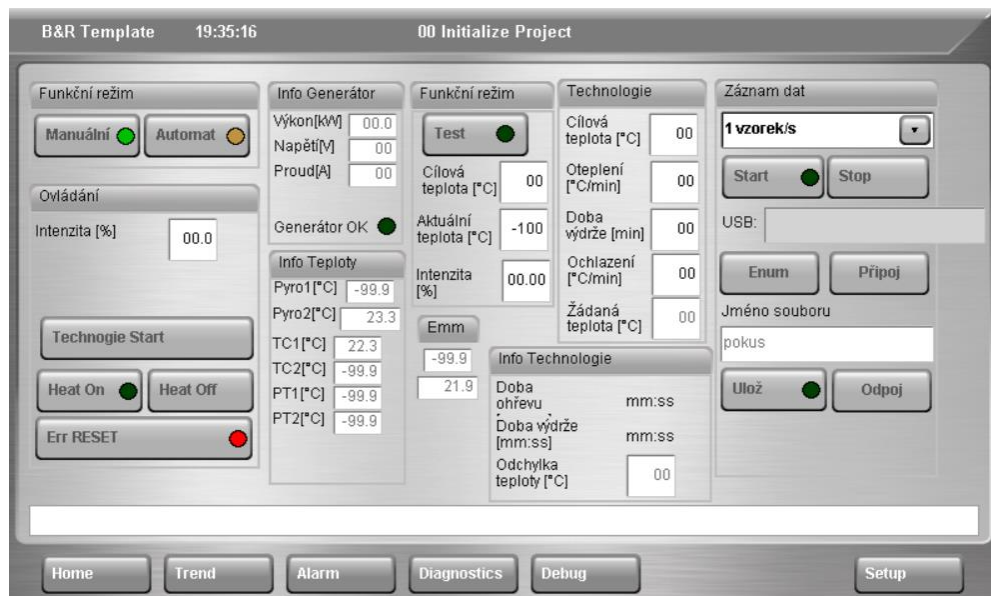 B&R Template 19:35:16 00 Initialize Project
Funkční režim
Manuální Automat
Ovládání
Intenzita [%] 00.0
Technogie Start
Heat On Heat Off
Err RESET
Info Generátor
Výkon[kW] 00.0
Napětí[V] 00
Proud[A] 00
Generátor OK
Info Teploty
Pyro1[°C] -99.9
Pyro2[°C] 23.3
TC1[°C] 22.3
TC2[°C] -99.9
PT1[°C] -99.9
PT2[°C] -99.9
Funkční režim
Test
Cílová
teplota [°C] 00
Aktuální
teplota [°C] -100
Intenzita
[%] 00.00
Emm
-99.9
21.9
Technologie
Cílová
teplota [°C] 00
Oteplení
[°C/min] 00
Doba
výdrže [min] 00
Ochlazení
[°C/min] 00
Žádaná
teplota [°C] 00
Info Technologie
Doba
ohřevu mm:ss
Doba výdrže
[mm:ss] mm:ss
Odchylka
teploty [°C] 00
Záznam dat
1 vzorek/s
Start Stop
USB:
Enum Připoj
Jméno souboru
pokus
Ulož Odpoj
Home Trend Alarm Diagnostics Debug Setup